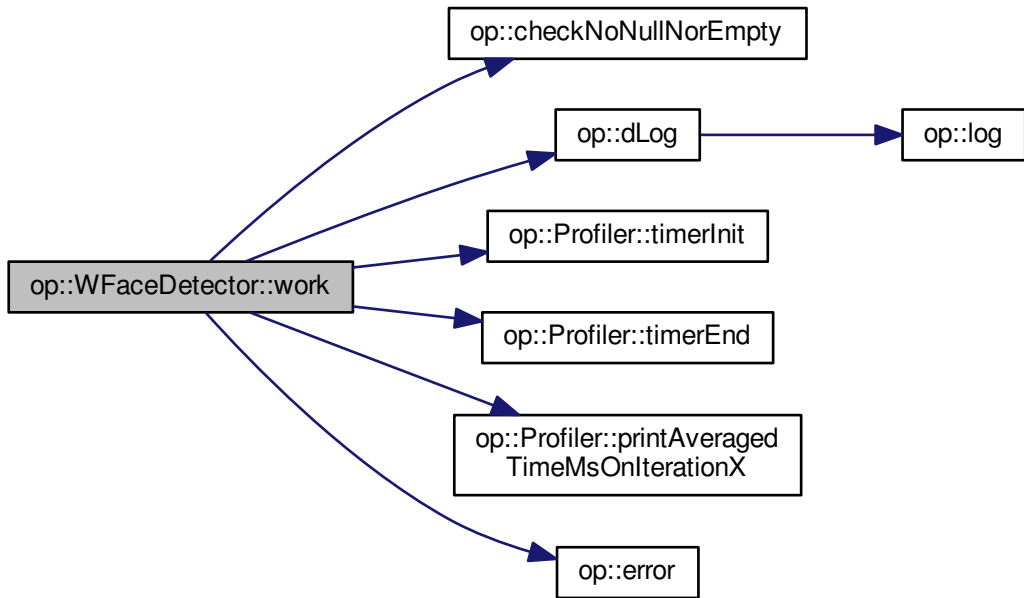 op::checkNoNullNorEmpty
op::dLog
op::log
op::Profiler::timerInit
op::WFaceDetector::work
op::Profiler::timerEnd
op::Profiler::printAveraged
TimeMsOnIterationX
op::error